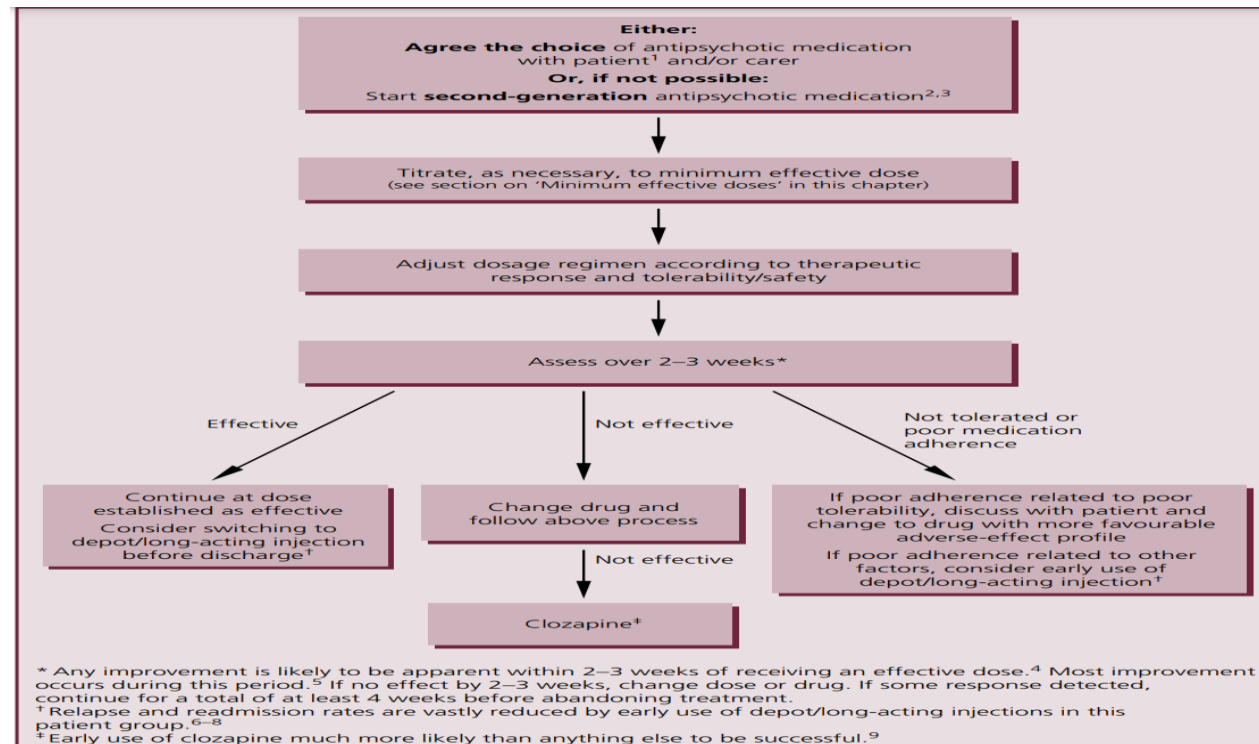 Either:
Agree the choice of antipsychotic medication
with patient¹ and/or carer
Or, if not possible:
Start second-generation antipsychotic medication²,³
Titrate, as necessary, to minimum effective dose
(see section on ‘Minimum effective doses’ in this chapter)
Adjust dosage regimen according to therapeutic
response and tolerability/safety
Assess over 2–3 weeks*
Effective
Not effective
Not tolerated or
poor medication
adherence
Continue at dose
established as effective
Consider switching to
depot/long-acting injection
before discharge†
Change drug and
follow above process
If poor adherence related to poor
tolerability, discuss with patient and
change to drug with more favourable
adverse-effect profile
If poor adherence related to other
factors, consider early use of
depot/long-acting injection†
Not effective
Clozapine‡
* Any improvement is likely to be apparent within 2–3 weeks of receiving an effective dose.⁴ Most improvement
occurs during this period.⁵ If no effect by 2–3 weeks, change dose or drug. If some response detected,
continue for a total of at least 4 weeks before abandoning treatment.
† Relapse and readmission rates are vastly reduced by early use of depot/long-acting injections in this
patient group.⁶–⁸
‡ Early use of clozapine much more likely than anything else to be successful.⁹